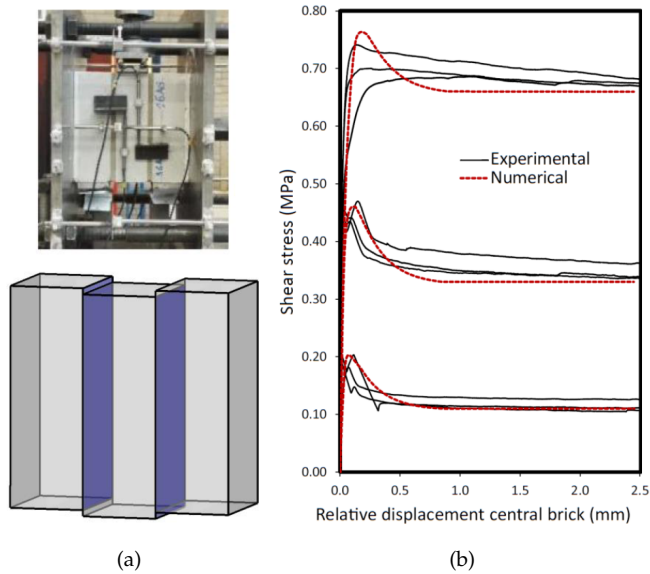 0.80
0.70
0.60
0.50
0.40
0.30
0.20
0.10
0.00
Shear stress (MPa)
Experimental
Numerical
0.0 0.5 1.0 1.5 2.0 2.5
Relative displacement central brick (mm)
(a) (b)